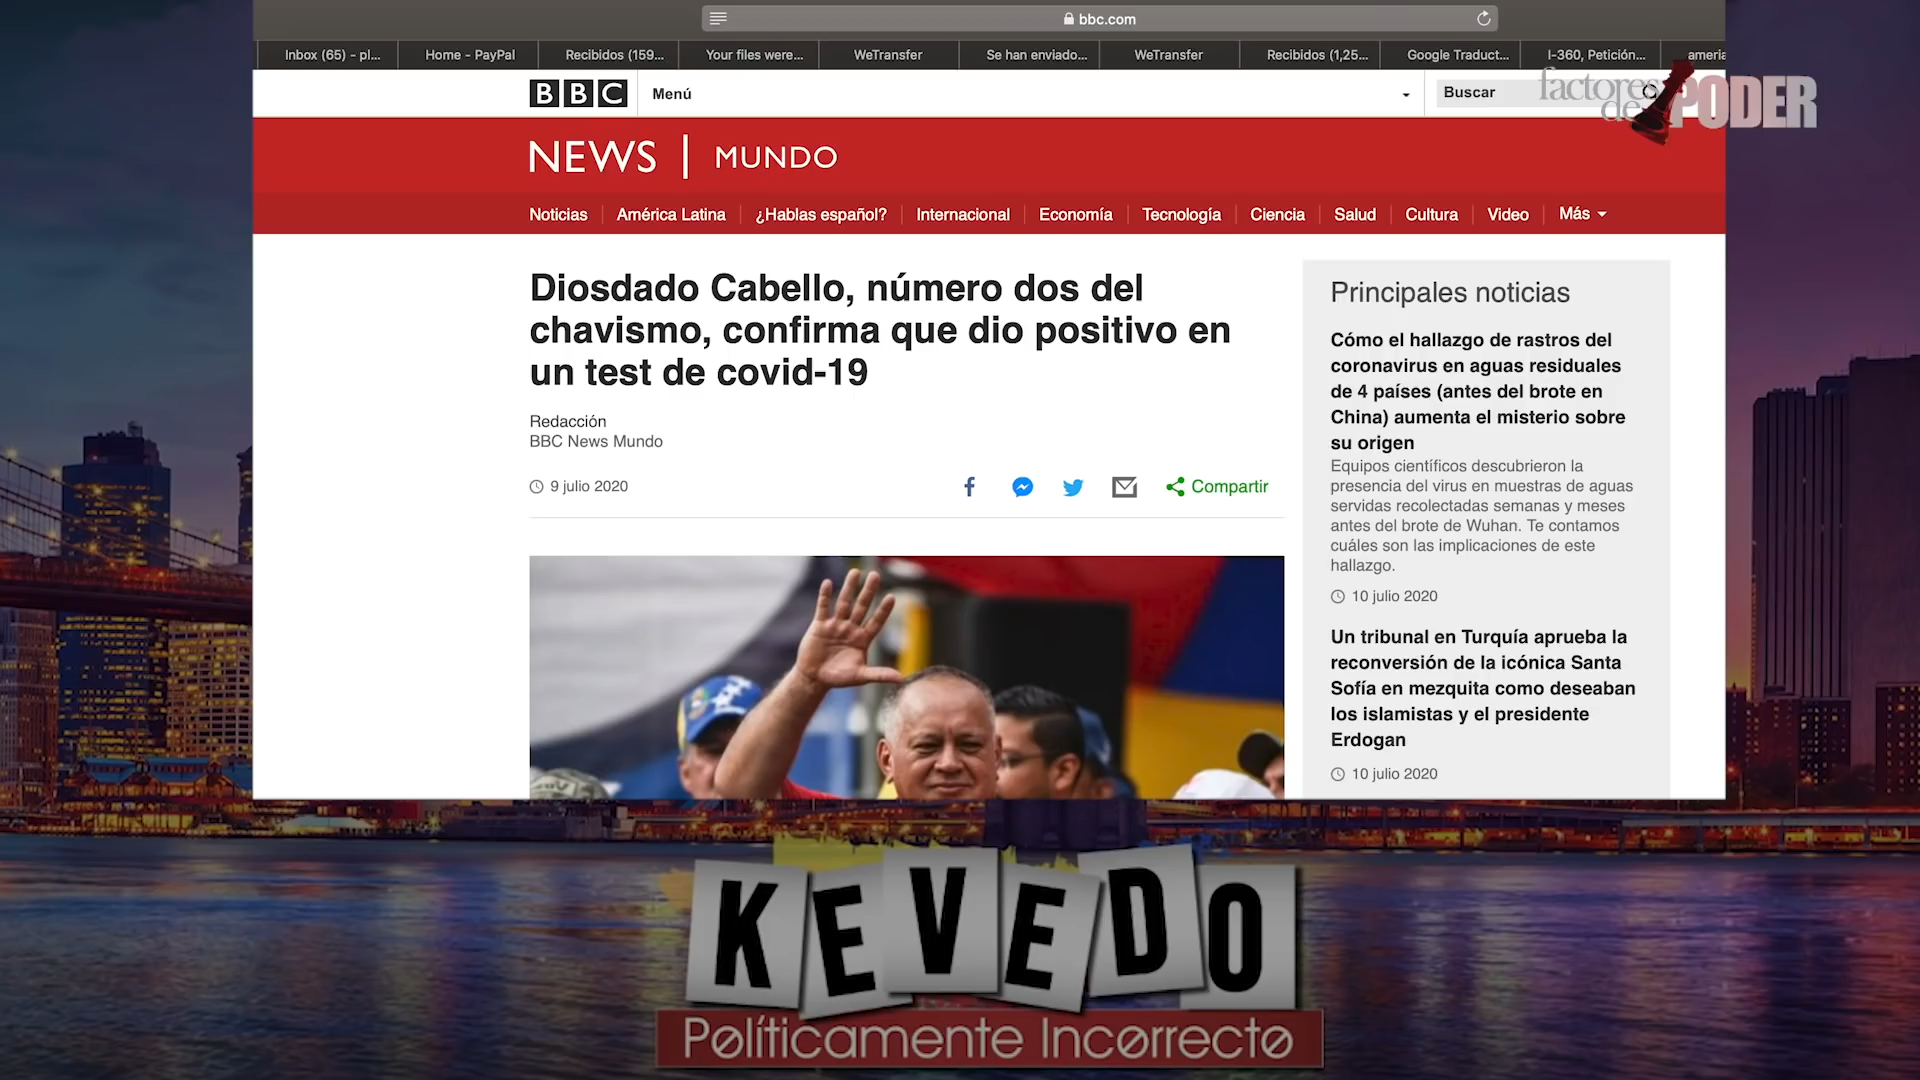 bbc.com
Inbox (65) - pl...
Home - PayPal
Recibidos (159...
Your files were...
WeTransfer
Se han enviado...
WeTransfer
Recibidos (1,25...
Google Traduct...
I-360, Petición...
ameria
BBC
Menú
Buscar
factores
de PODER
NEWS | MUNDO
Noticias
América Latina
¿Hablas español?
Internacional
Economía
Tecnología
Ciencia
Salud
Cultura
Video
Más
Diosdado Cabello, número dos del
chavismo, confirma que dio positivo en
un test de covid-19
Redacción
BBC News Mundo
9 julio 2020
Compartir
Principales noticias
Cómo el hallazgo de rastros del
coronavirus en aguas residuales
de 4 países (antes del brote en
China) aumenta el misterio sobre
su origen
Equipos científicos descubrieron la
presencia del virus en muestras de aguas
servidas recolectadas semanas y meses
antes del brote de Wuhan. Te contamos
cuáles son las implicaciones de este
hallazgo.
10 julio 2020
Un tribunal en Turquía aprueba la
reconversión de la icónica Santa
Sofía en mezquita como deseaban
los islamistas y el presidente
Erdogan
10 julio 2020
KEVEDO
Políticamente Incorrecto